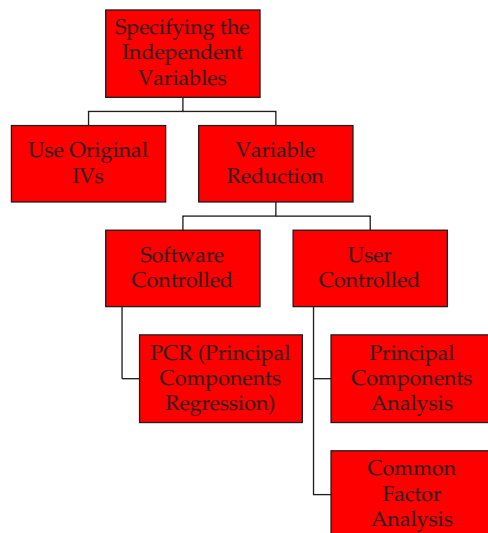 Specifying the
Independent
Variables
Use Original
IVs
Variable
Reduction
Software
Controlled
User
Controlled
PCR (Principal
Components
Regression)
Principal
Components
Analysis
Common
Factor
Analysis